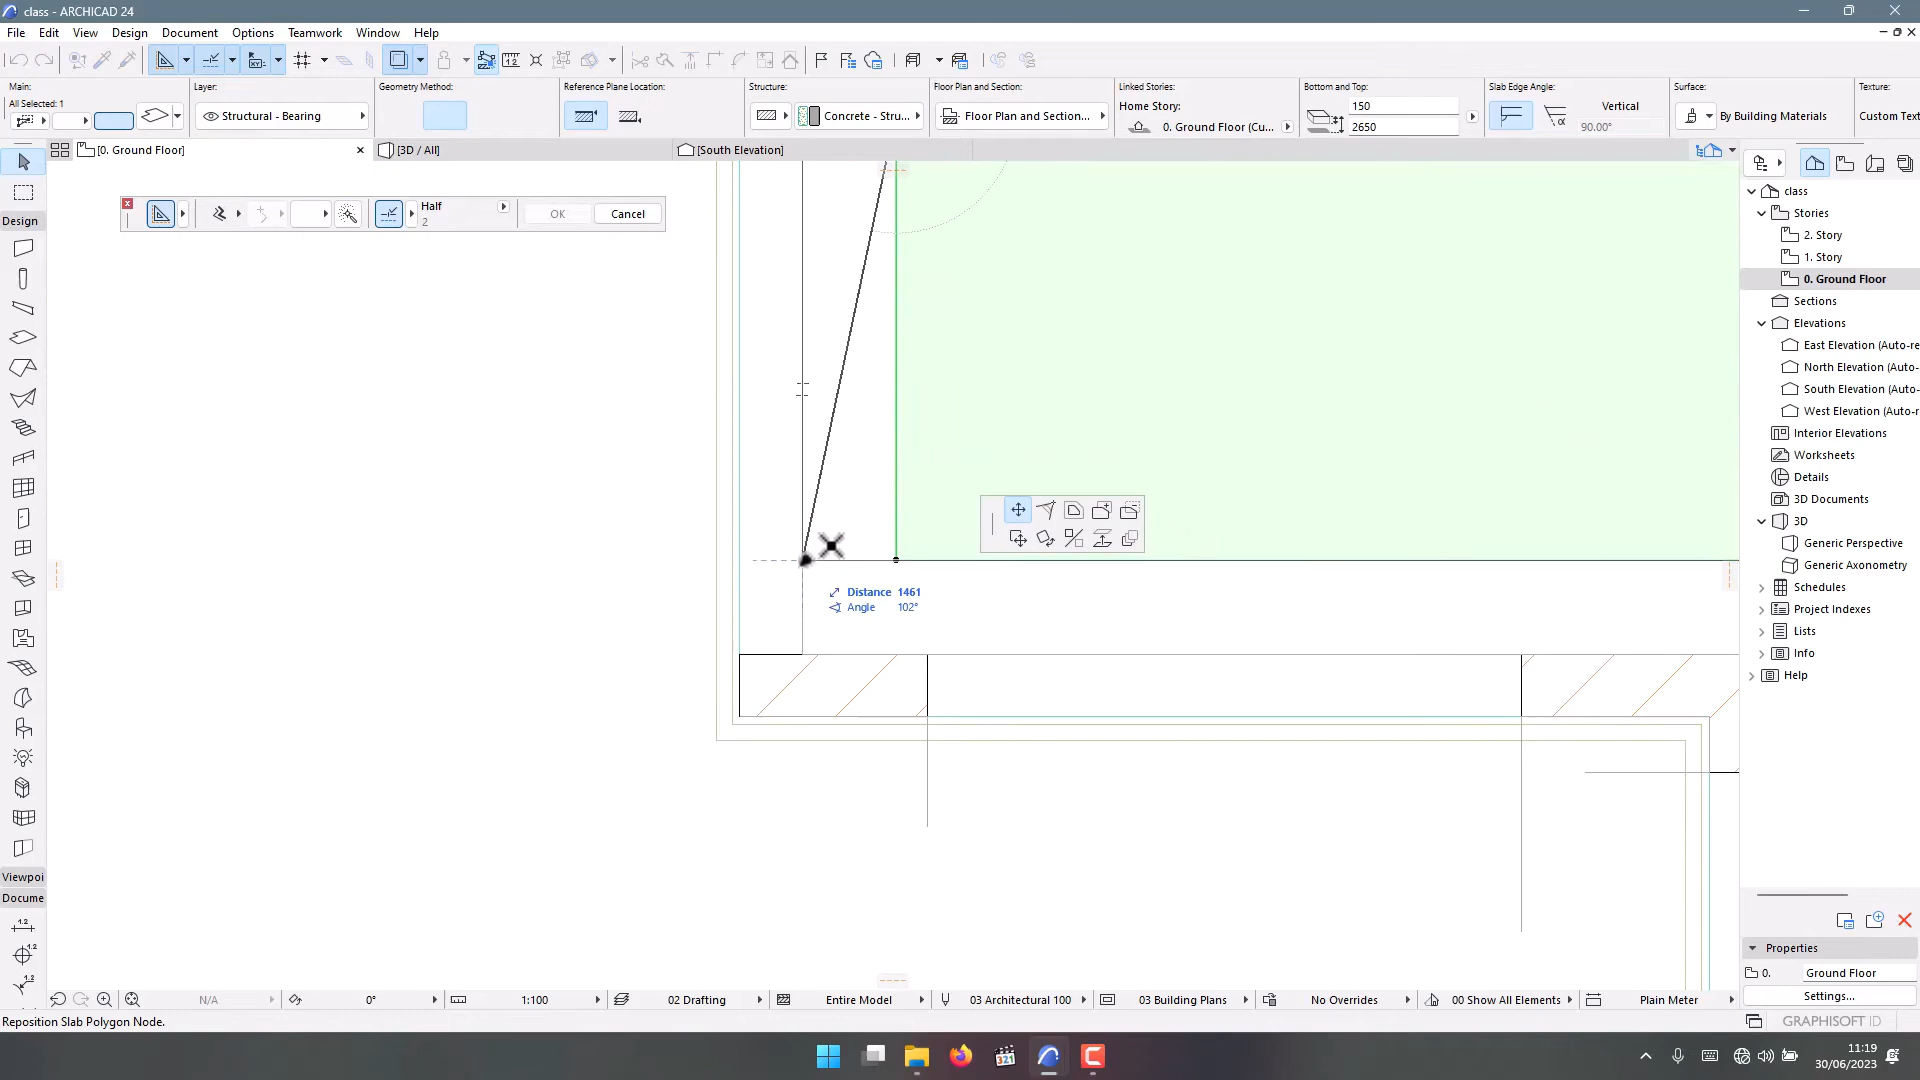 class - ARCHICAD 24
File Edit View Design Document Options Teamwork Window Help
Main: Layer: Geometry Method: Reference Plane Location: Structure: Floor Plan and Section: Linked Stories: Bottom and Top: Slab Edge Angle: Surface: Texture:
All Selected: 1
Structural - Bearing Concrete - Stru... Floor Plan and Section...
Home Story: 150 Vertical
0. Ground Floor (Cu... 2650 90.00° By Building Materials Custom Text
[0. Ground Floor] [3D / All] [South Elevation]
Half
2
OK Cancel
Design
Viewpoi
Docume
Distance 1461
Angle 102°
class
Stories
2. Story
1. Story
0. Ground Floor
Sections
Elevations
East Elevation (Auto-re
North Elevation (Auto-
South Elevation (Auto-
West Elevation (Auto-r
Interior Elevations
Worksheets
Details
3D Documents
3D
Generic Perspective
Generic Axonometry
Schedules
Project Indexes
Lists
Info
Help
Properties
0. Ground Floor
Settings...
N/A 0° 1:100 02 Drafting Entire Model 03 Architectural 100 03 Building Plans No Overrides 00 Show All Elements Plain Meter
Reposition Slab Polygon Node.
GRAPHISOFT ID
11:19
30/06/2023